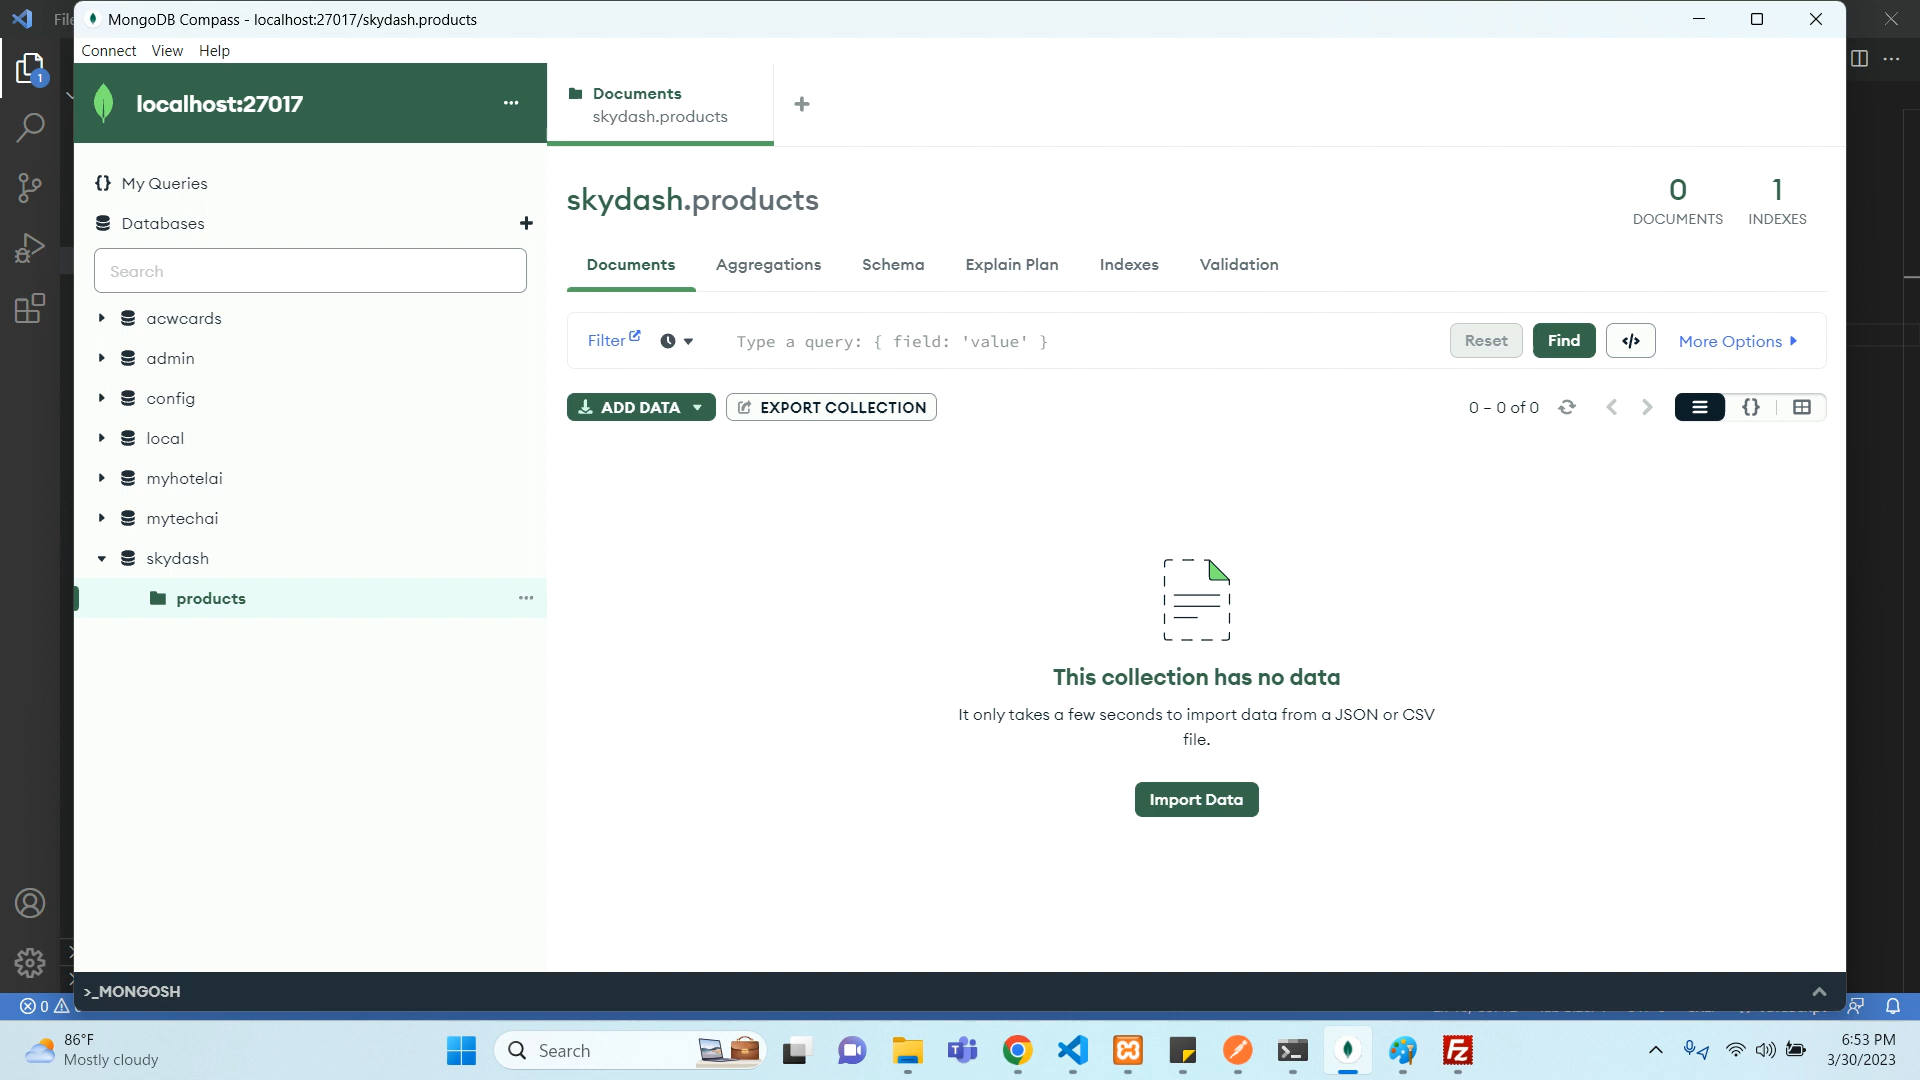 File
MongoDB Compass - localhost:27017/skydash.products
Connect View Help
1
localhost:27017
Documents
skydash.products
My Queries
Databases
Search
acwcards
admin
config
local
myhotelai
mytechai
skydash
products
skydash.products
0
DOCUMENTS
1
INDEXES
Documents Aggregations Schema Explain Plan Indexes Validation
Filter
Type a query: { field: 'value' }
Reset
Find
</>
More Options
ADD DATA
EXPORT COLLECTION
0 – 0 of 0
{}
This collection has no data
It only takes a few seconds to import data from a JSON or CSV
file.
Import Data
>_MONGOSH
0
86°F
Mostly cloudy
Search
6:53 PM
3/30/2023